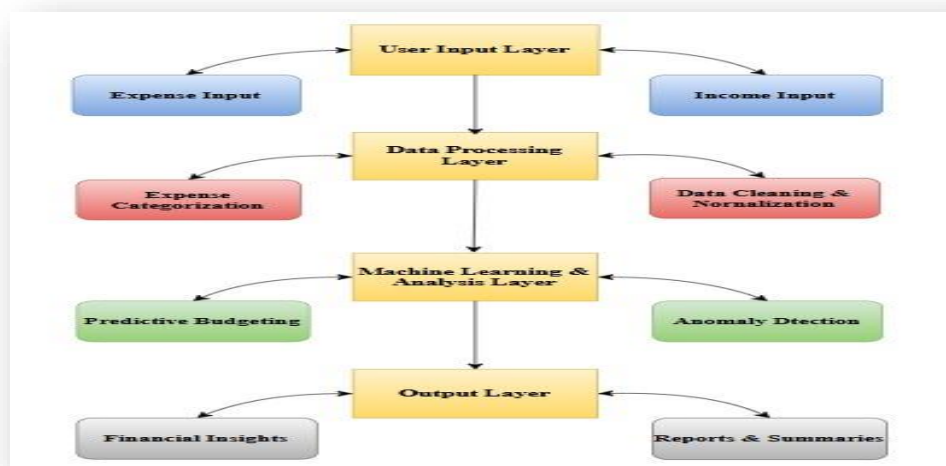 User Input Layer
Expense Input
Income Input
Data Processing
Layer
Expense
Categorization
Data Cleaning &
Nornalization
Machine Learning &
Analysis Layer
Predictive Budgeting
Anomaly Dtection
Output Layer
Financial Insights
Reports & Summaries